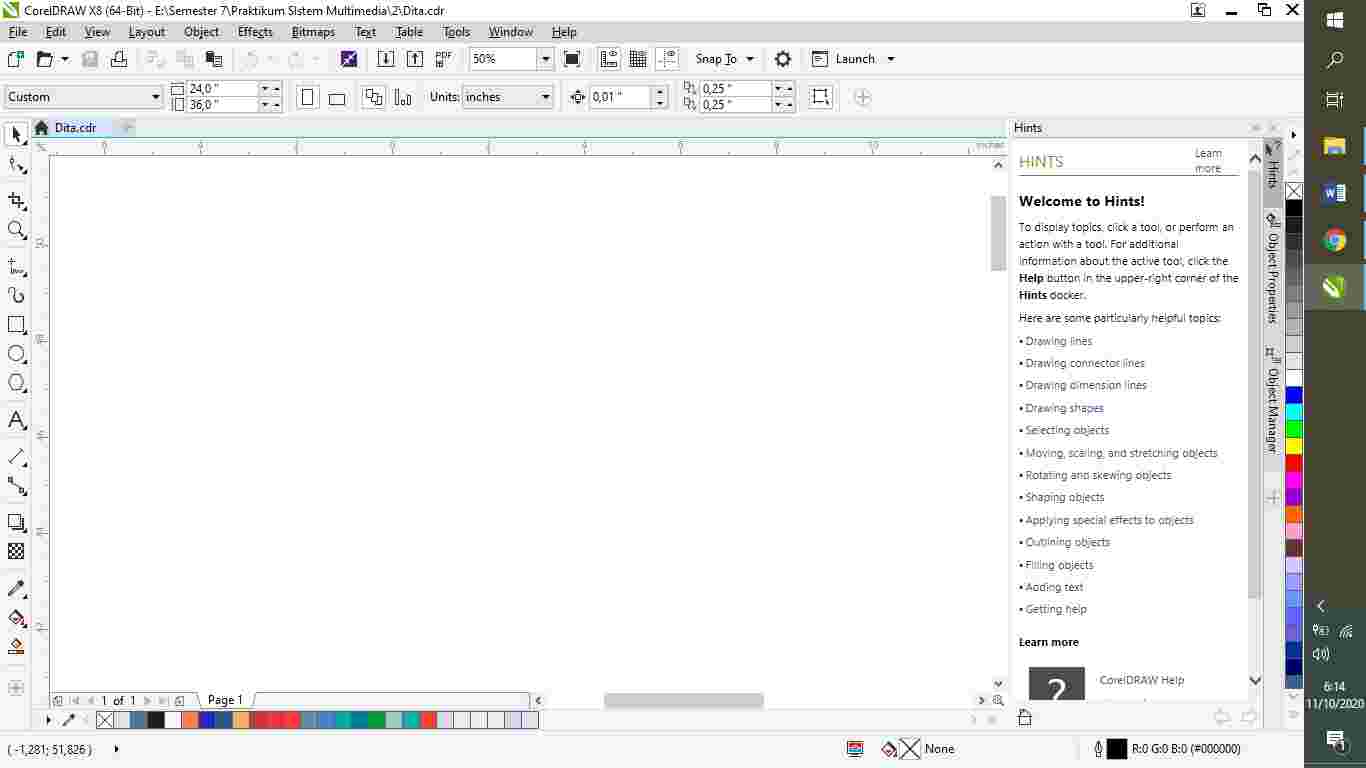 CorelDRAW X8 (64-Bit) - E:\Semester 7\Praktikum SIstem Multimedia\2\Dita.cdr
File Edit View Layout Object Effects Bitmaps Text Table Tools Window Help
PDF 50% Snap To Launch
Custom 24,0 " 36,0 " Units: inches 0,01 " 0,25 " 0,25 "
Dita.cdr
inches
Hints
HINTS
Learn more
Welcome to Hints!
To display topics, click a tool, or perform an
action with a tool. For additional
information about the active tool, click the
Help button in the upper-right corner of the
Hints docker.
Here are some particularly helpful topics:
• Drawing lines
• Drawing connector lines
• Drawing dimension lines
• Drawing shapes
• Selecting objects
• Moving, scaling, and stretching objects
• Rotating and skewing objects
• Shaping objects
• Applying special effects to objects
• Outlining objects
• Filling objects
• Adding text
• Getting help
Learn more
? CorelDRAW Help
Hints
Object Properties
Object Manager
1 of 1 Page 1
( -1,281; 51,826 ) None R:0 G:0 B:0 (#000000)
6:14
11/10/2020
1